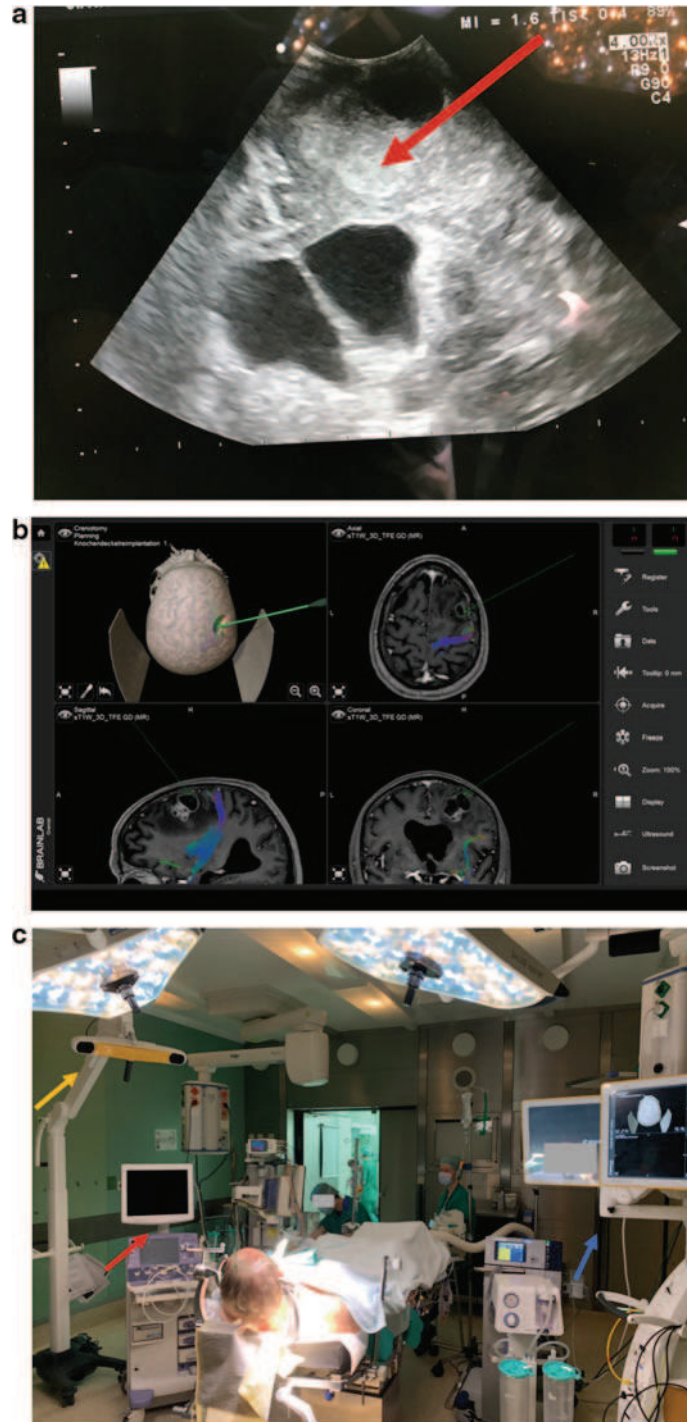 a
MI = 1.6 TIS 0.4 89%
4.00
13Hz
R9.0
G90
C4
b
Craniotomy
Planning
Knochendeckelreimplantation 1
Axial
sT1W_3D_TFE GD (MR)
A
L
R
P
Sagittal
sT1W_3D_TFE GD (MR)
H
A
P
Coronal
sT1W_3D_TFE GD (MR)
H
L
R
Register
Tools
Data
Tooltip: 0 mm
Acquire
Freeze
Zoom: 100%
Display
Ultrasound
Screenshot
BRAINLAB
c